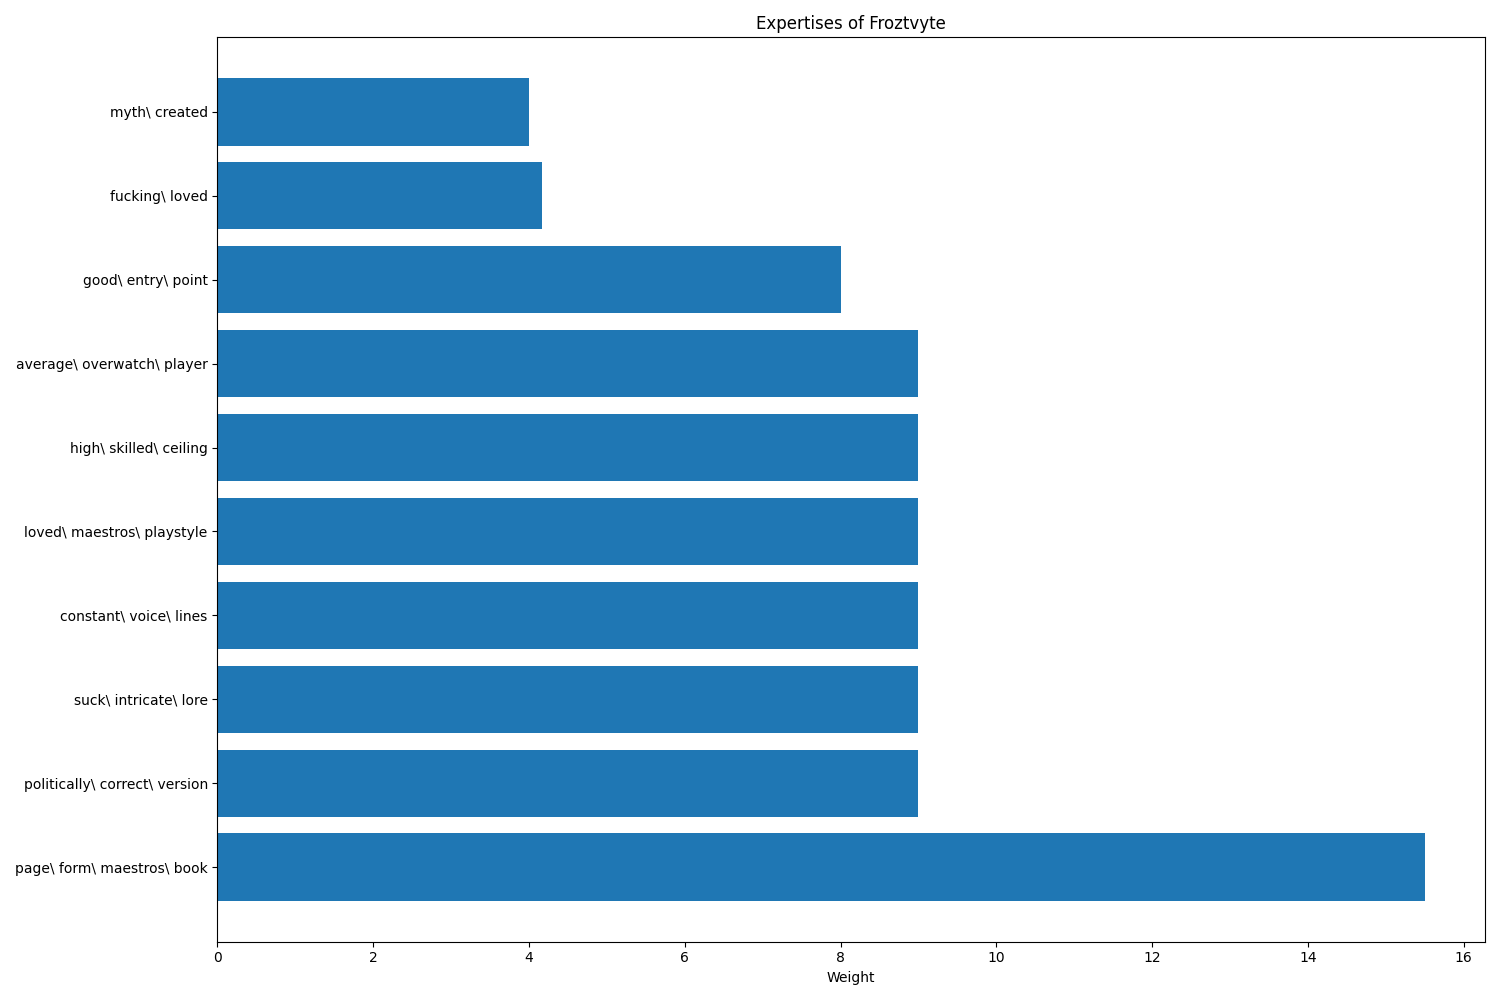 Expertises of Froztvyte
myth\ created
fucking\ loved
good\ entry\ point
average\ overwatch\ player
high\ skilled\ ceiling
loved\ maestros\ playstyle
constant\ voice\ lines
suck\ intricate\ lore
politically\ correct\ version
page\ form\ maestros\ book
0 2 4 6 8 10 12 14 16
Weight